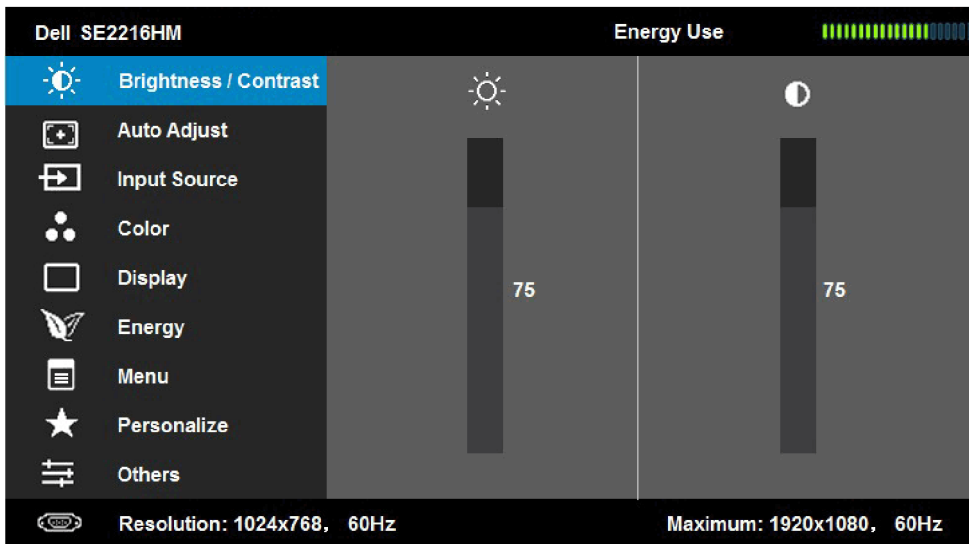 Dell SE2216HM
Energy Use
Brightness / Contrast
Auto Adjust
Input Source
Color
Display
75
75
Energy
Menu
Personalize
Others
Resolution: 1024x768, 60Hz
Maximum: 1920x1080, 60Hz